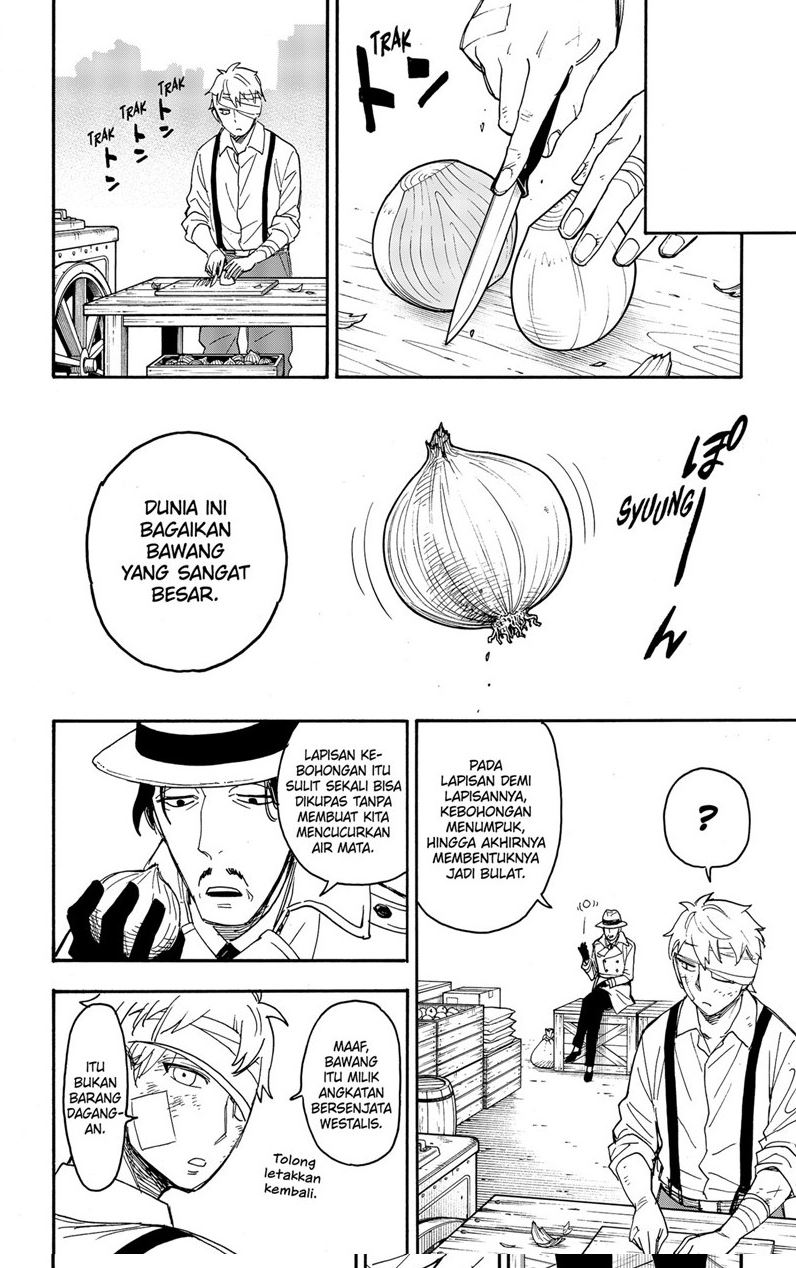 TRAK
トン
TRAK
TRAK
トン
TRAK
トン
ぽーん
SYUUNG
DUNIA INI
BAGAIKAN
BAWANG
YANG SANGAT
BESAR.
?
PADA
LAPISAN DEMI
LAPISANNYA,
KEBOHONGAN
MENUMPUK,
HINGGA AKHIRNYA
MEMBENTUKNYA
JADI BULAT.
LAPISAN KE-
BOHONGAN ITU
SULIT SEKALI BISA
DIKUPAS TANPA
MEMBUAT KITA
MENCUCURKAN
AIR MATA.
MAAF,
BAWANG
ITU MILIK
ANGKATAN
BERSENJATA
WESTALIS.
Tolong
letakkan
kembali.
ITU
BUKAN
BARANG
DAGANG-
AN.